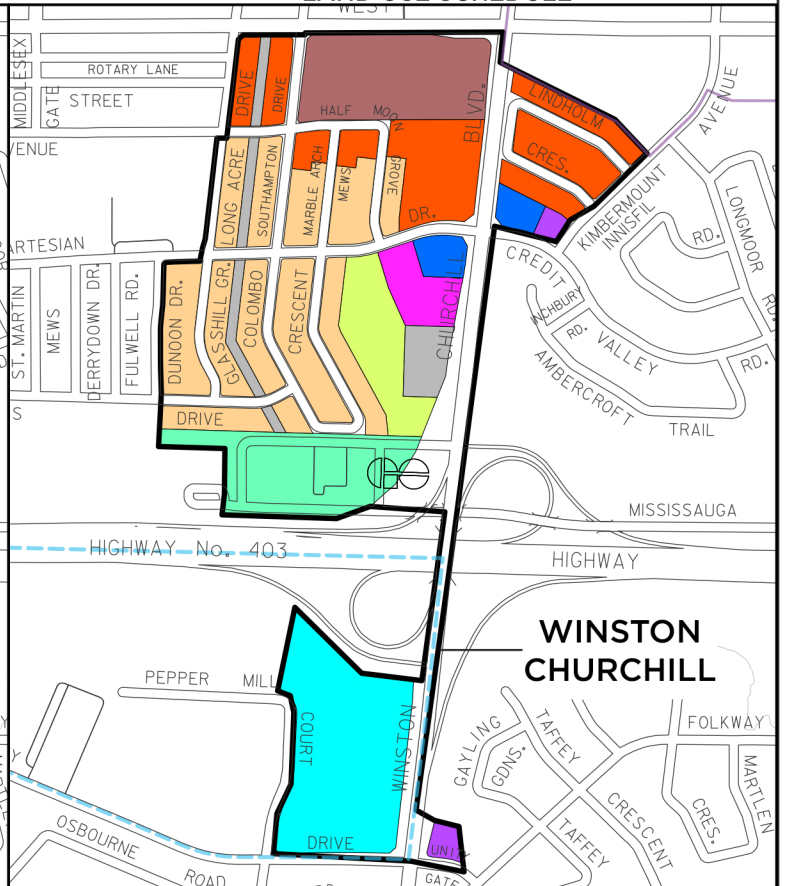 WEST
MIDDLESEX
GATE
ROTARY LANE
STREET
DRIVE
DRIVE
HALF MOON
GROVE
BLVD.
LINDHOLM
CRES.
AVENUE
LONG ACRE
SOUTHAMPTON
MARBLE ARCH
MEWS
DR.
KIMBERMOUNT
INNISFIL
RD.
LONGMOOR
RD.
ARTESIAN
ST. MARTIN
MEWS
DERRYDOWN DR.
FULWELL RD.
DUNOON DR.
GLASSHILL GR.
COLOMBO
CRESCENT
CHURCHILL
CREDIT
VALLEY
RD.
INCHBURY
RD.
AMBERCROFT
TRAIL
S
DRIVE
MISSISSAUGA
HIGHWAY No. 403
HIGHWAY
WINSTON
CHURCHILL
PEPPER MILL
COURT
WINSTON
GAYLING
GDNS.
TAFFEY
CRESCENT
TAFFEY
FOLKWAY
MARTLEN
CRES.
OSBOURNE
ROAD
DRIVE
UNITY
GATE